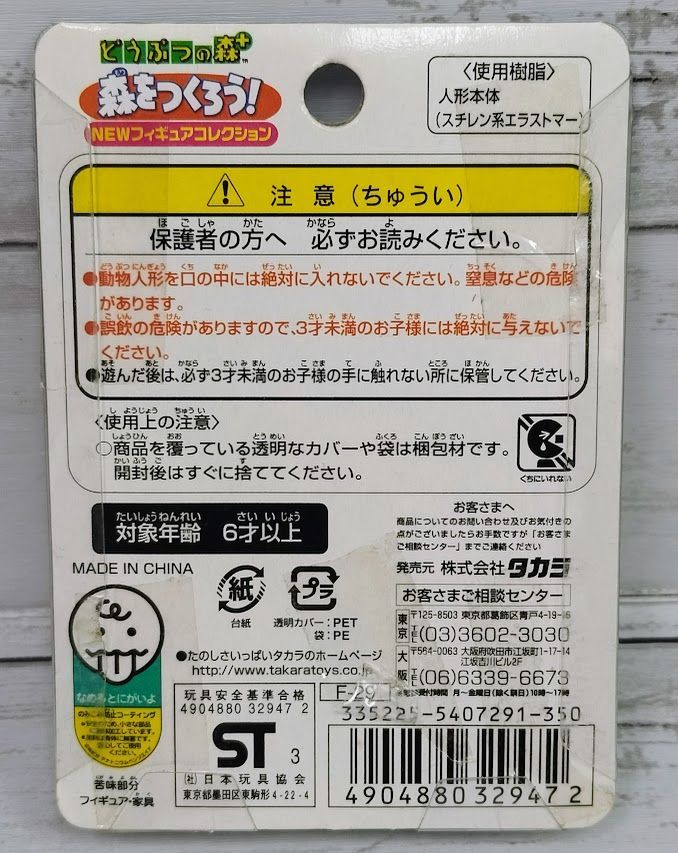 どうぶつの森+
森をつくろう!
NEWフィギュアコレクション
〈使用樹脂〉
人形本体
(スチレン系エラストマー)
注意(ちゅうい)
保護者の方へ 必ずお読みください。
●動物人形を口の中には絶対に入れないでください。窒息などの危険
があります。
●誤飲の危険がありますので、3才未満のお子様には絶対に与えないで
ください。
●遊んだ後は、必ず3才未満のお子様の手に触れない所に保管してください。
〈使用上の注意〉
○商品を覆っている透明なカバーや袋は梱包材です。
開封後はすぐに捨ててください。
くちにいれない
対象年齢 6才以上
お客さまへ
商品についてのお問い合わせ及びお気付きの
点がございましたらお手数ですが「お客さま
ご相談センター」までご連絡ください
発売元 株式会社タカラ
お客さまご相談センター
東京 〒125-8503 東京都葛飾区青戸4-19-16
TEL (03)3602-3030
大阪 〒564-0063 大阪府吹田市江坂町1-17-14
江坂吉川ビル2F
TEL (06)6339-6673
受付時間 月〜金曜日(除く祭日)10時〜17時
MADE IN CHINA
紙
台紙
プラ
透明カバー:PET
袋:PE
●たのしさいっぱいタカラのホームページ
http://www.takaratoys.co.jp
なめるとにがいよ
苦味部分
フィギュア・家具
玩具安全基準合格
4904880 32947 2
ST 3
(社)日本玩具協会
東京都墨田区東駒形4-22-4
F-29
335225-5407291-350
4904880329472